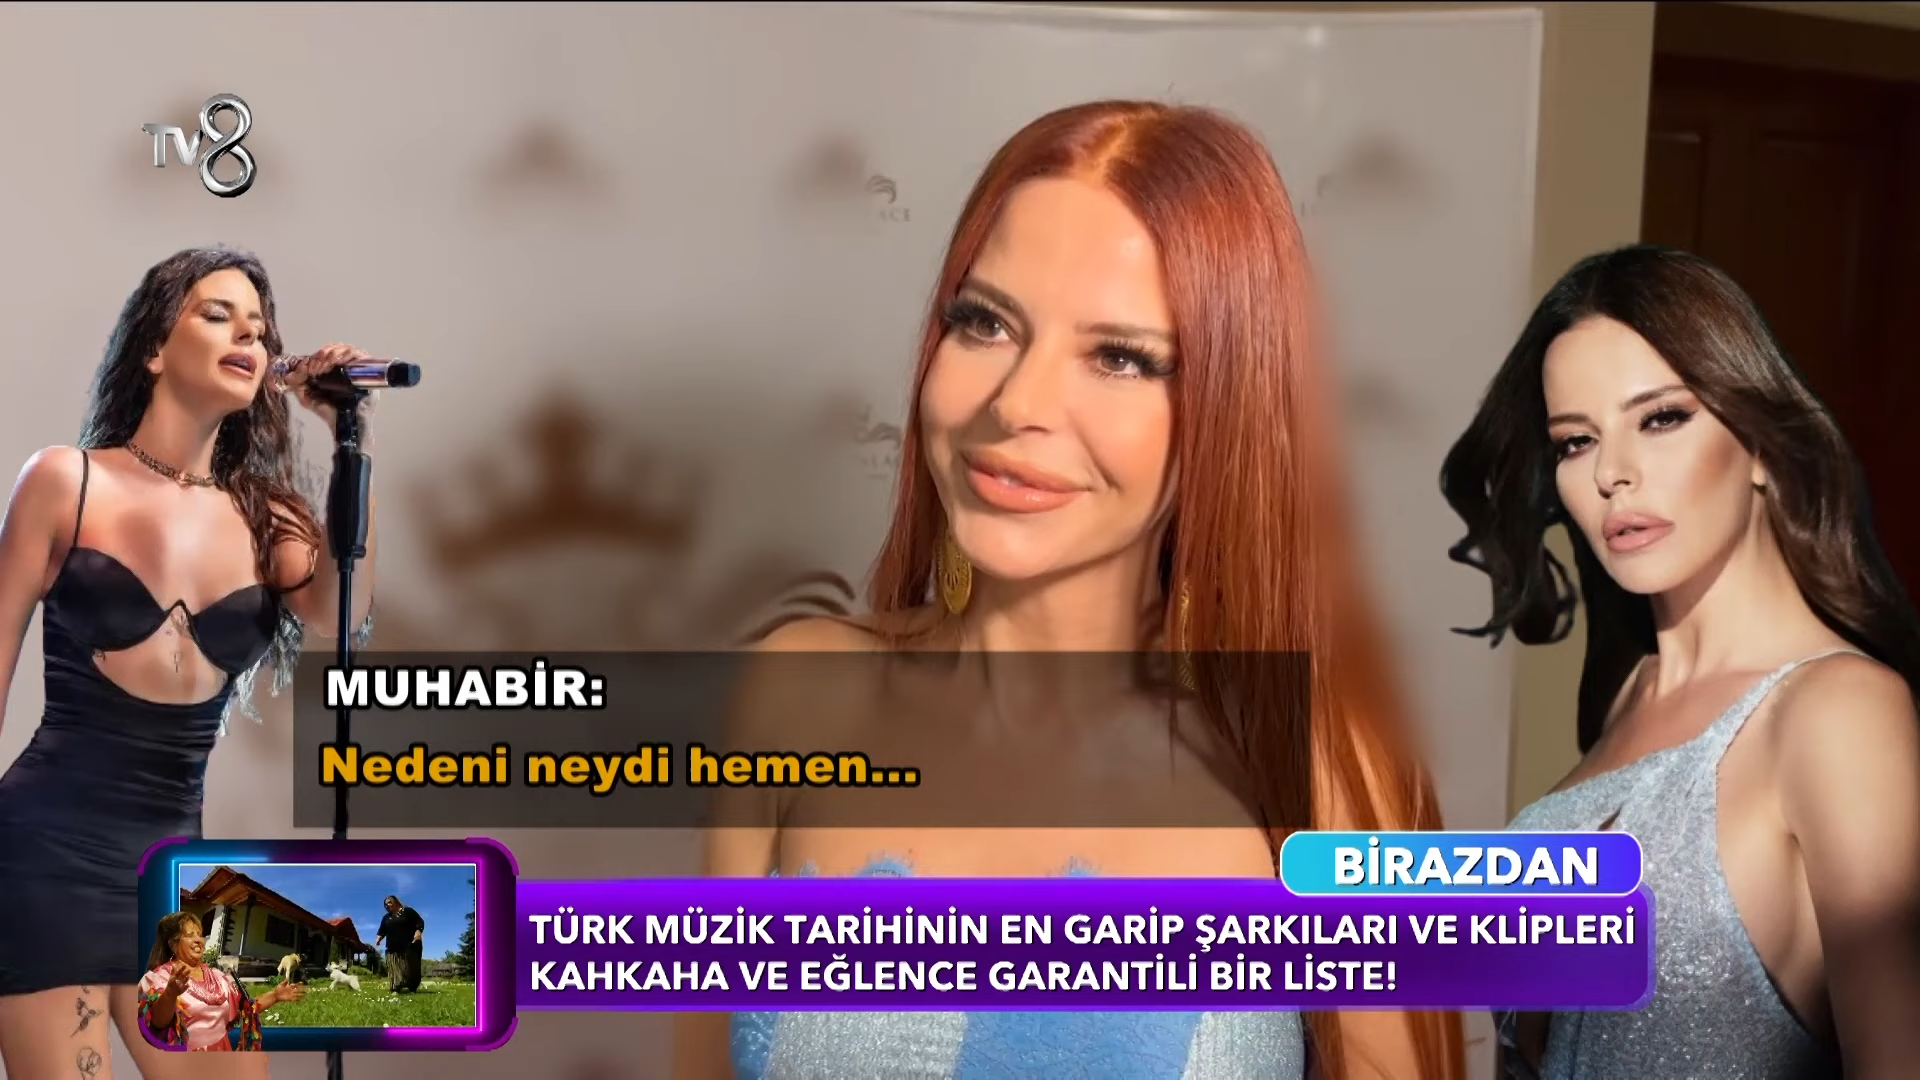 TV8
MUHABİR:
Nedeni neydi hemen...
BİRAZDAN
TÜRK MÜZİK TARİHİNİN EN GARİP ŞARKILARI VE KLİPLERİ
KAHKAHA VE EĞLENCE GARANTİLİ BİR LİSTE!